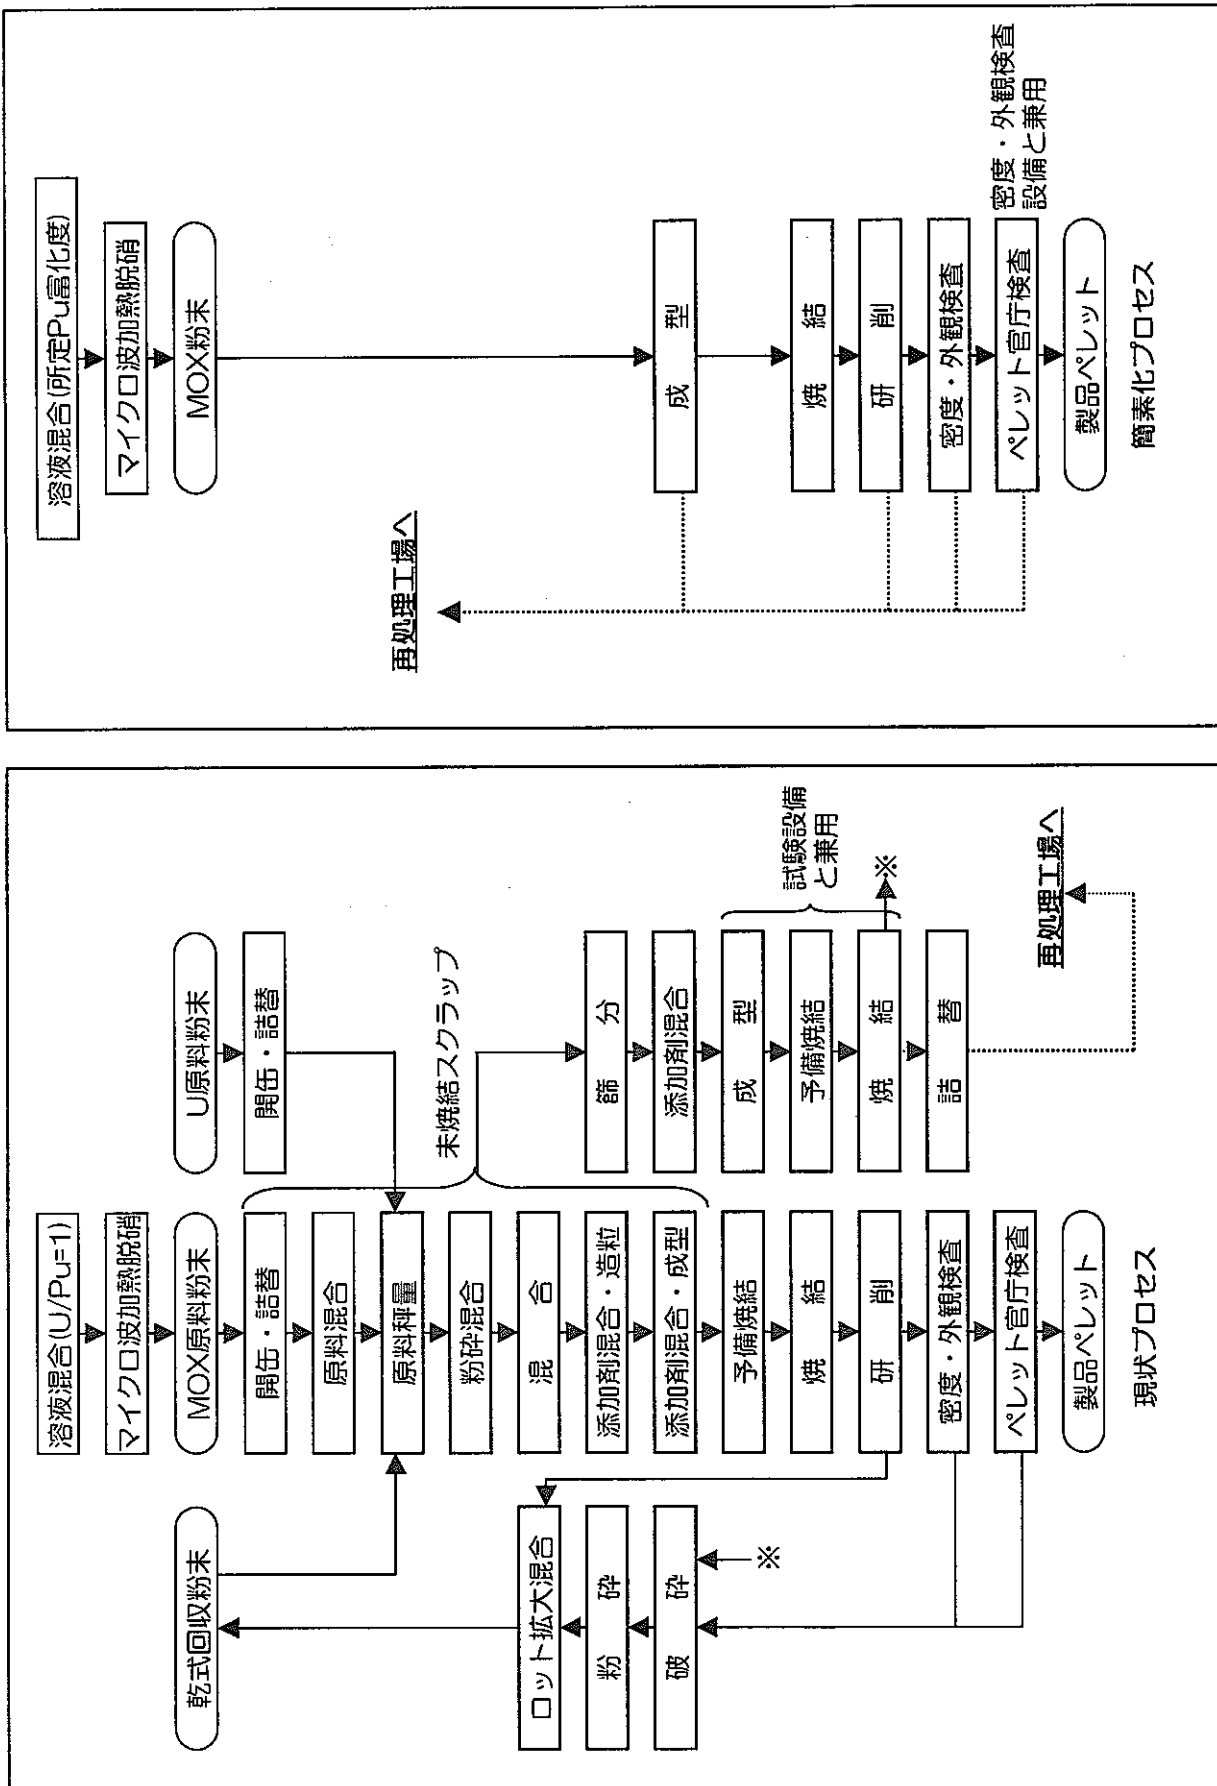 溶液混合(U/Pu=1)
マイクロ波加熱脱硝
MOX原料粉末
開缶・詰替
原料混合
原料秤量
粉砕混合
混合
添加剤混合・造粒
添加剤混合・成型
予備焼結
焼結
研削
密度・外観検査
ペレット官庁検査
製品ペレット
乾式回収粉末
ロット拡大混合
粉砕
破砕
※
U原料粉末
開缶・詰替
未焼結スクラップ
篩分
添加剤混合
成型
予備焼結
焼結
詰替
試験設備
と兼用
※
再処理工場へ
現状プロセス
溶液混合(所定Pu富化度)
マイクロ波加熱脱硝
MOX粉末
成型
焼結
研削
密度・外観検査
ペレット官庁検査
製品ペレット
密度・外観検査
設備と兼用
再処理工場へ
簡素化プロセス